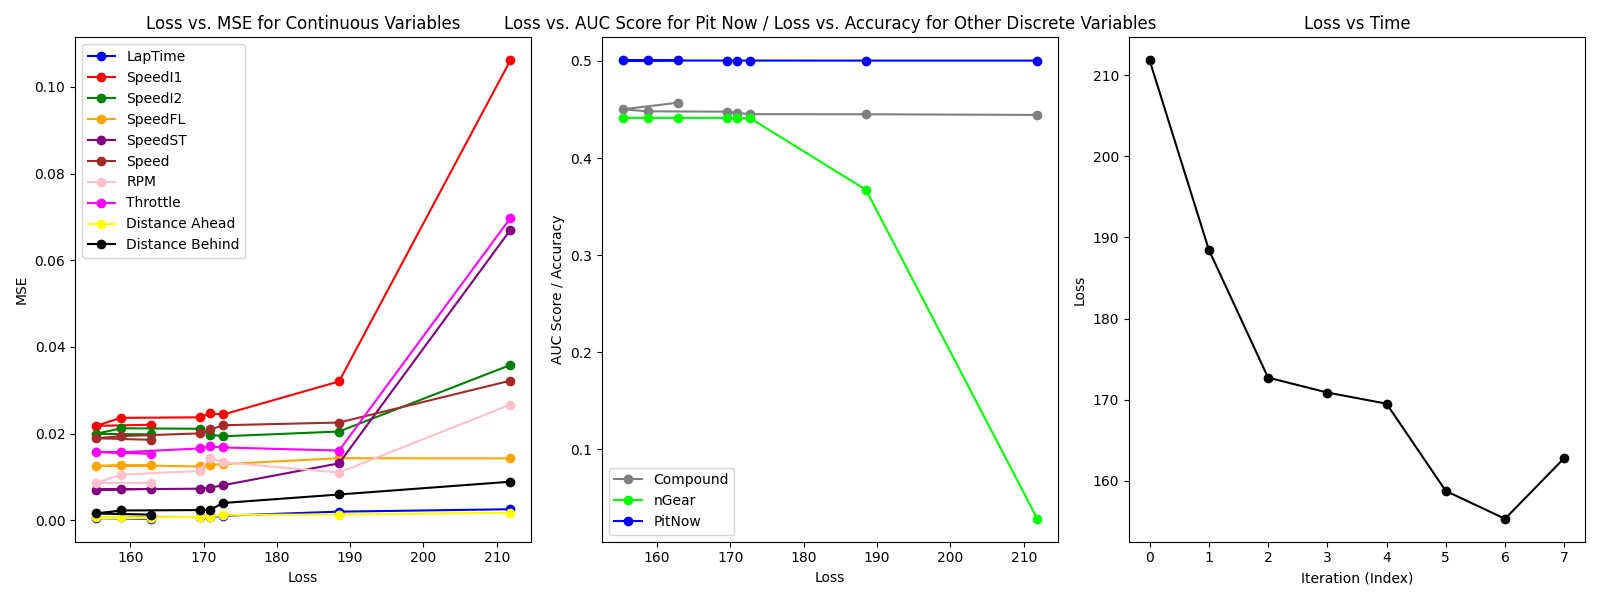 Loss vs. MSE for Continuous Variables
LapTime
SpeedI1
SpeedI2
SpeedFL
SpeedST
Speed
RPM
Throttle
Distance Ahead
Distance Behind
MSE
0.10
0.08
0.06
0.04
0.02
0.00
160
170
180
190
200
210
Loss
Loss vs. AUC Score for Pit Now / Loss vs. Accuracy for Other Discrete Variables
AUC Score / Accuracy
0.5
0.4
0.3
0.2
0.1
Compound
nGear
PitNow
160
170
180
190
200
210
Loss
Loss vs Time
Loss
210
200
190
180
170
160
0
1
2
3
4
5
6
7
Iteration (Index)